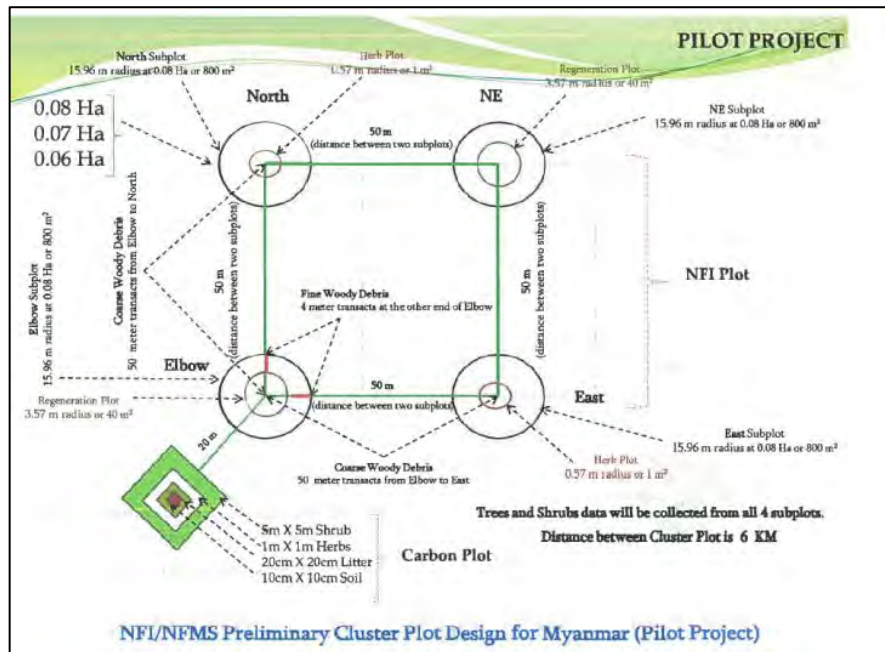 PILOT PROJECT
North Subplot
15.96 m radius at 0.08 Ha or 800 m²
Herb Plot
0.57 m radius or 1 m²
Regeneration Plot
3.57 m radius or 40 m²
North
NE
NE Subplot
15.96 m radius at 0.08 Ha or 800 m²
0.08 Ha
0.07 Ha
0.06 Ha
50 m
(distance between two subplots)
Elbow Subplot
15.96 m radius at 0.08 Ha or 800 m²
Coarse Woody Debris
50 meter transacts from Elbow to North
50 m
(distance between two subplots)
50 m
(distance between two subplots)
NFI Plot
Fine Woody Debris
4 meter transacts at the other end of Elbow
Elbow
50 m
(distance between two subplots)
East
Regeneration Plot
3.57 m radius or 40 m²
20 m
East Subplot
15.96 m radius at 0.08 Ha or 800 m²
Coarse Woody Debris
50 meter transacts from Elbow to East
Herb Plot
0.57 m radius or 1 m²
Trees and Shrubs data will be collected from all 4 subplots.
Distance between Cluster Plot is 6 KM
5m X 5m Shrub
1m X 1m Herbs
20cm X 20cm Litter
10cm X 10cm Soil
Carbon Plot
NFI/NFMS Preliminary Cluster Plot Design for Myanmar (Pilot Project)